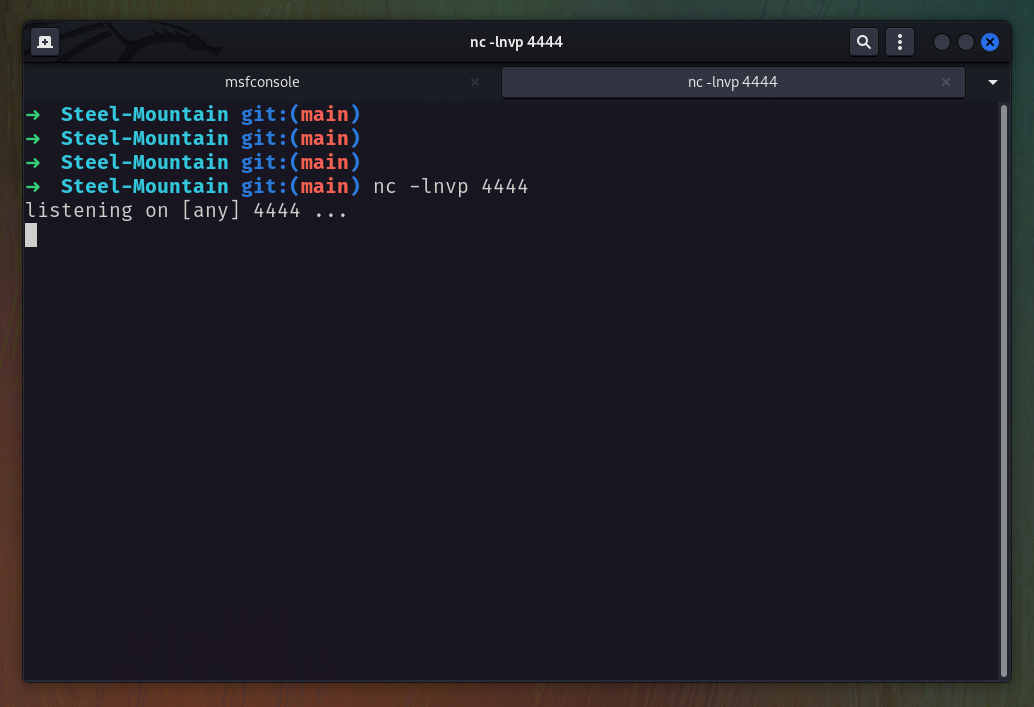 nc -lnvp 4444
msfconsole
nc -lnvp 4444
➜ Steel-Mountain git:(main)
➜ Steel-Mountain git:(main)
➜ Steel-Mountain git:(main)
➜ Steel-Mountain git:(main) nc -lnvp 4444
listening on [any] 4444 ...